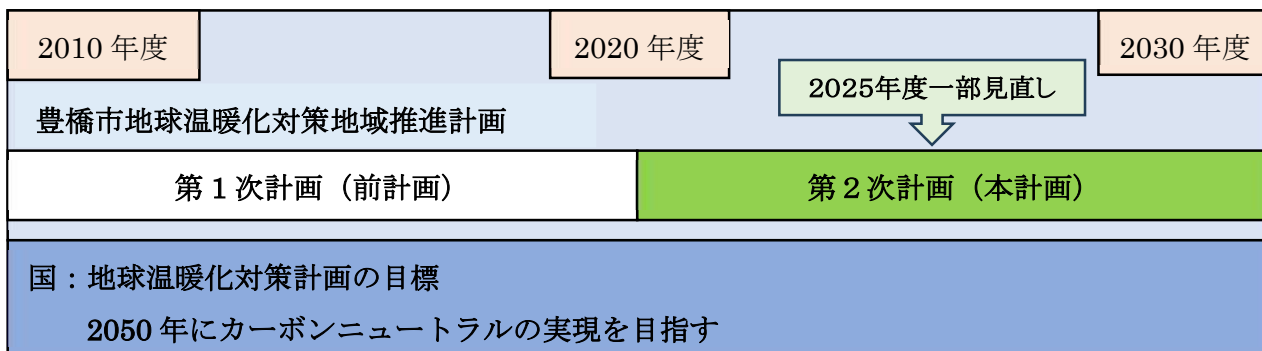 2010 年度
2020 年度
2030 年度
2025年度一部見直し
豊橋市地球温暖化対策地域推進計画
第１次計画（前計画）
第２次計画（本計画）
国：地球温暖化対策計画の目標
2050 年にカーボンニュートラルの実現を目指す